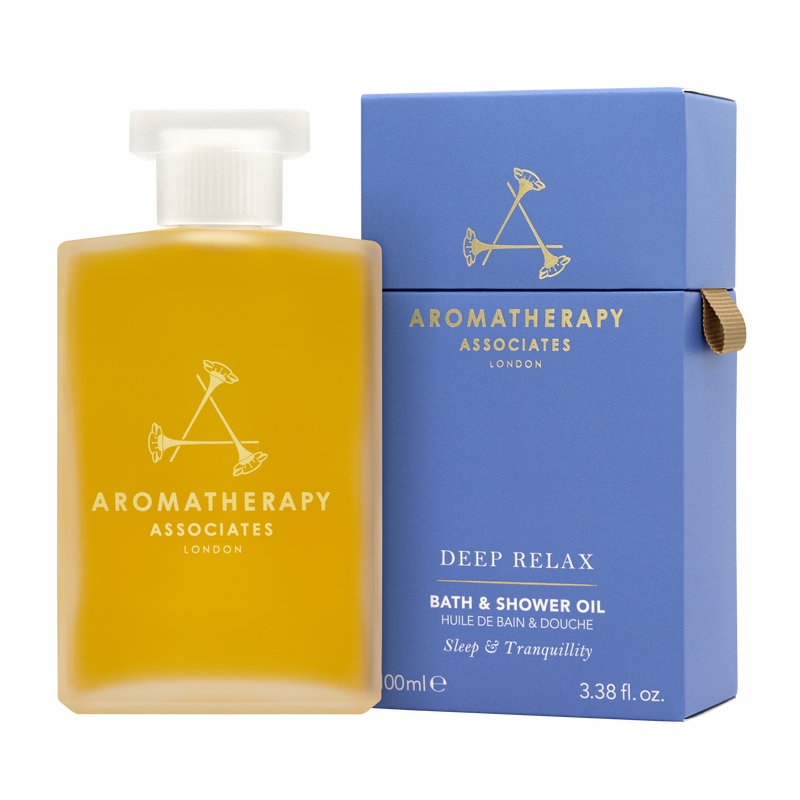 AROMATHERAPY
ASSOCIATES
LONDON
AROMATHERAPY
ASSOCIATES
LONDON
DEEP RELAX
BATH & SHOWER OIL
HUILE DE BAIN & DOUCHE
Sleep & Tranquillity
00ml ℮
3.38 fl. oz.